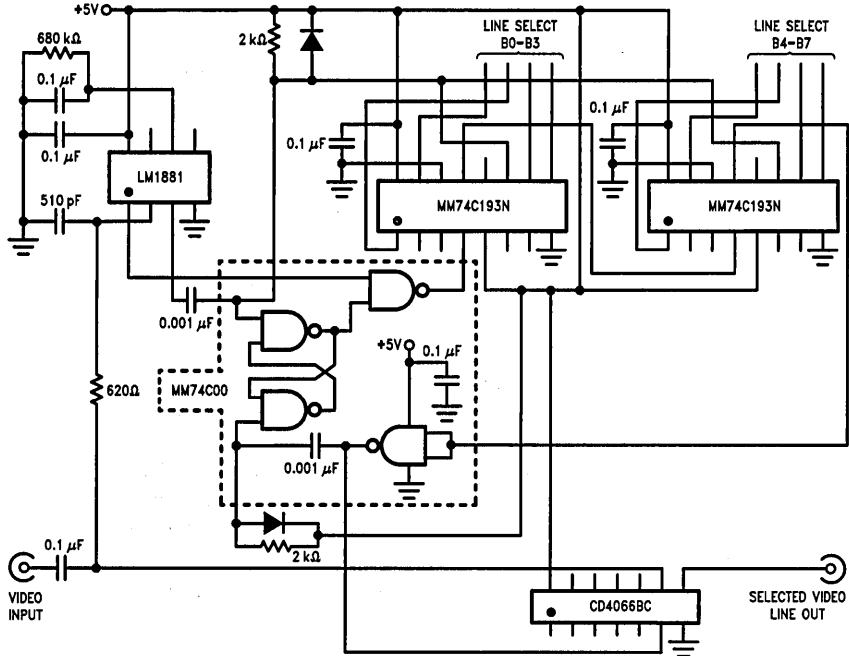 +5V
680 kΩ
0.1 μF
0.1 μF
510 pF
LM1881
2 kΩ
LINE SELECT
B0-B3
LINE SELECT
B4-B7
0.1 μF
0.1 μF
MM74C193N
MM74C193N
0.001 μF
+5V
0.1 μF
MM74C00
620Ω
0.001 μF
2 kΩ
0.1 μF
VIDEO
INPUT
CD4066BC
SELECTED VIDEO
LINE OUT